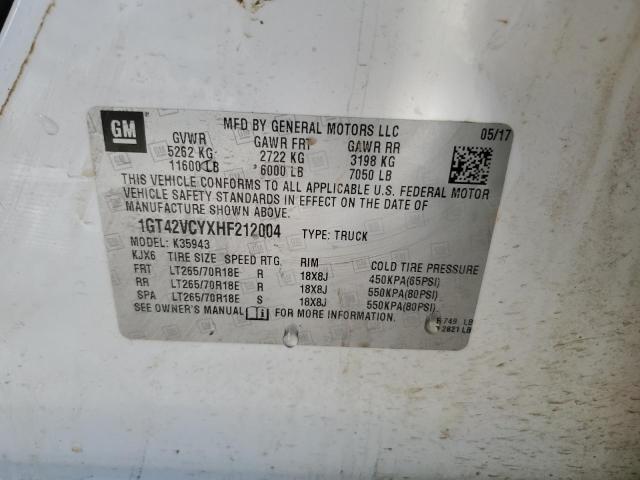 GM
MFD BY GENERAL MOTORS LLC 05/17
GVWR GAWR FRT GAWR RR
5262 KG 2722 KG 3198 KG
11600 LB 6000 LB 7050 LB
THIS VEHICLE CONFORMS TO ALL APPLICABLE U.S. FEDERAL MOTOR
VEHICLE SAFETY STANDARDS IN EFFECT ON THE DATE OF
MANUFACTURE SHOWN ABOVE.
1GT42VCYXHF212004 TYPE: TRUCK
MODEL: K35943
KJX6 TIRE SIZE SPEED RTG. RIM COLD TIRE PRESSURE
FRT LT265/70R18E R 18X8J 450KPA(65PSI)
RR LT265/70R18E R 18X8J 550KPA(80PSI)
SPA LT265/70R18E S 18X8J 550KPA(80PSI)
SEE OWNER'S MANUAL FOR MORE INFORMATION.
749 LB
2821 LB